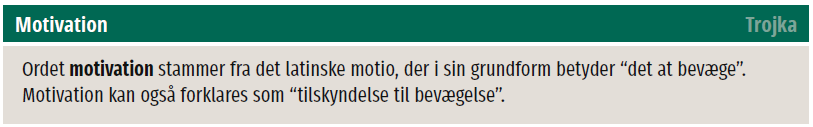 Motivation Trojka
Ordet motivation stammer fra det latinske motio, der i sin grundform betyder “det at bevæge”.
Motivation kan også forklares som “tilskyndelse til bevægelse”.